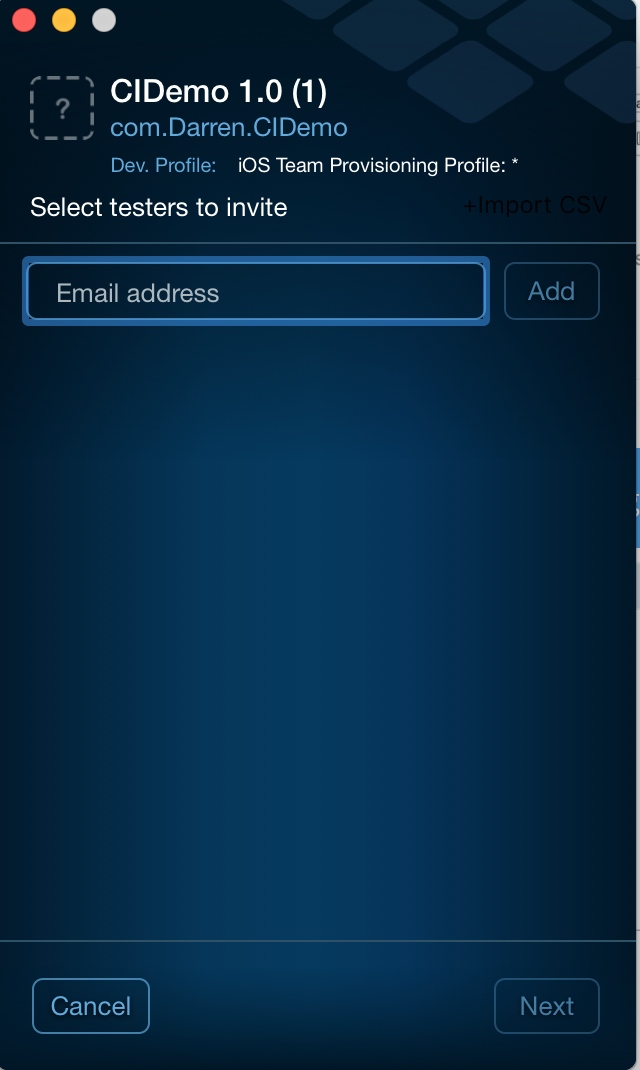 ?
CIDemo 1.0 (1)
com.Darren.CIDemo
Dev. Profile: iOS Team Provisioning Profile: *
Select testers to invite +Import CSV
Email address Add
Cancel Next